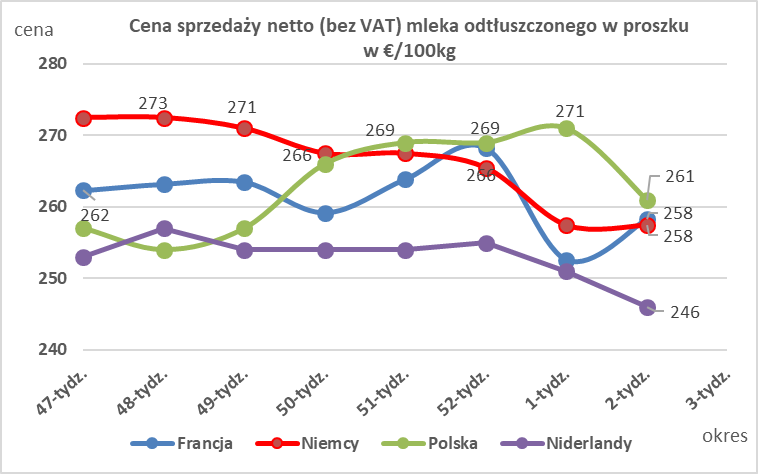 cena
Cena sprzedaży netto (bez VAT) mleka odtłuszczonego w proszku
w €/100kg
280
270
260
250
240
273
271
266
269
269
266
271
262
261
258
258
246
47-tydz.
48-tydz.
49-tydz.
50-tydz.
51-tydz.
52-tydz.
1-tydz.
2-tydz.
3-tydz.
okres
Francja Niemcy Polska Niderlandy